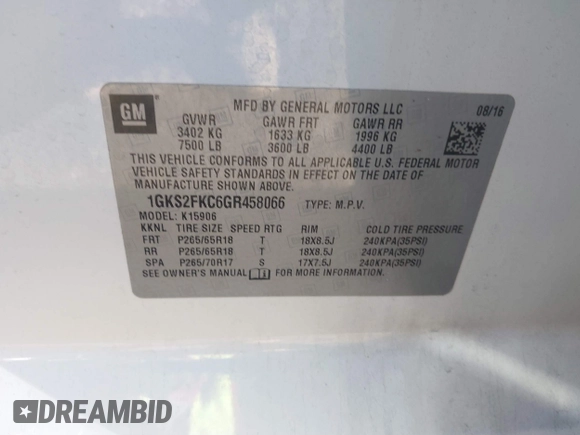 GM
MFD BY GENERAL MOTORS LLC 08/16
GVWR GAWR FRT GAWR RR
3402 KG 1633 KG 1996 KG
7500 LB 3600 LB 4400 LB
THIS VEHICLE CONFORMS TO ALL APPLICABLE U.S. FEDERAL MOTOR
VEHICLE SAFETY STANDARDS IN EFFECT ON THE DATE OF
MANUFACTURE SHOWN ABOVE.
1GKS2FKC6GR458066 TYPE: M.P.V.
MODEL: K15906
KKNL TIRE SIZE SPEED RTG RIM COLD TIRE PRESSURE
FRT P265/65R18 T 18X8.5J 240KPA(35PSI)
RR P265/65R18 T 18X8.5J 240KPA(35PSI)
SPA P265/70R17 S 17X7.5J 240KPA(35PSI)
SEE OWNER'S MANUAL FOR MORE INFORMATION.
DREAMBID DREAMBID